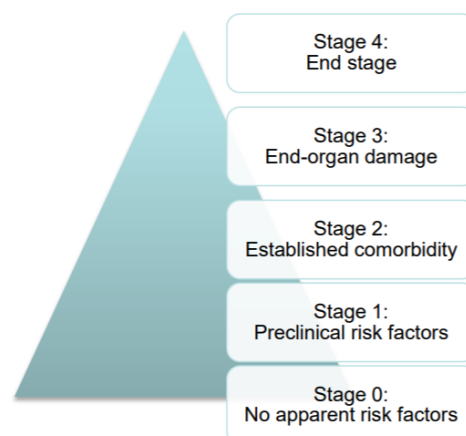 Stage 4:
End stage
Stage 3:
End-organ damage
Stage 2:
Established comorbidity
Stage 1:
Preclinical risk factors
Stage 0:
No apparent risk factors